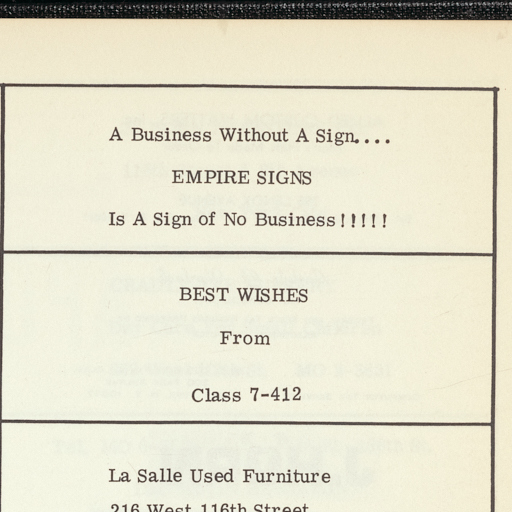 A Business Without A Sign....
EMPIRE SIGNS
Is A Sign of No Business!!!!!
BEST WISHES
From
Class 7-412
La Salle Used Furniture
216 West 116th Street